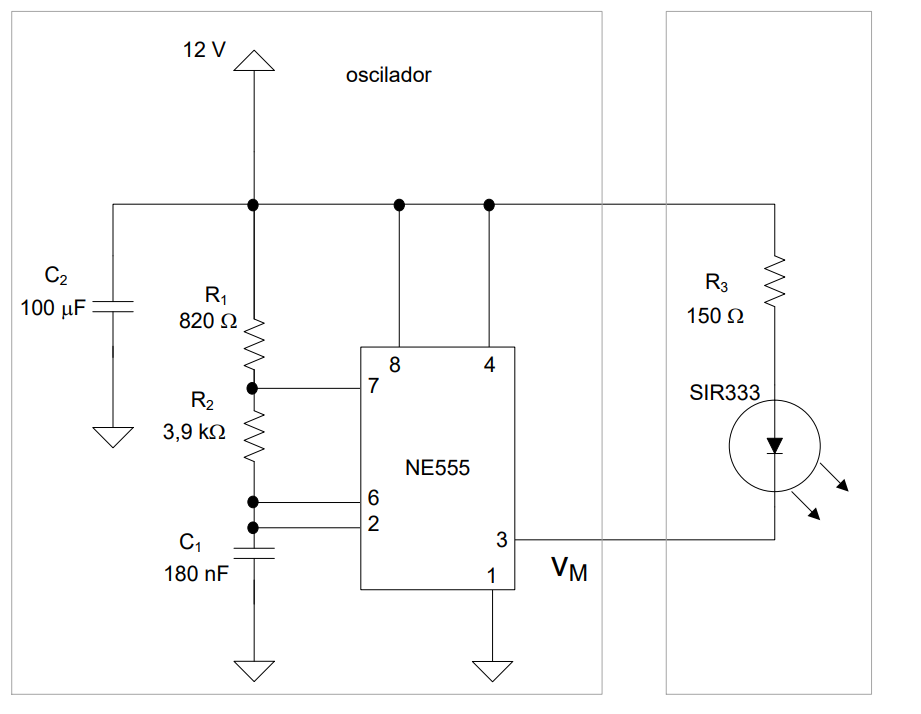 12 V
oscilador
C2
100 μF
R1
820 Ω
R3
150 Ω
8
4
7
SIR333
R2
3,9 kΩ
NE555
6
2
C1
180 nF
3
1
VM